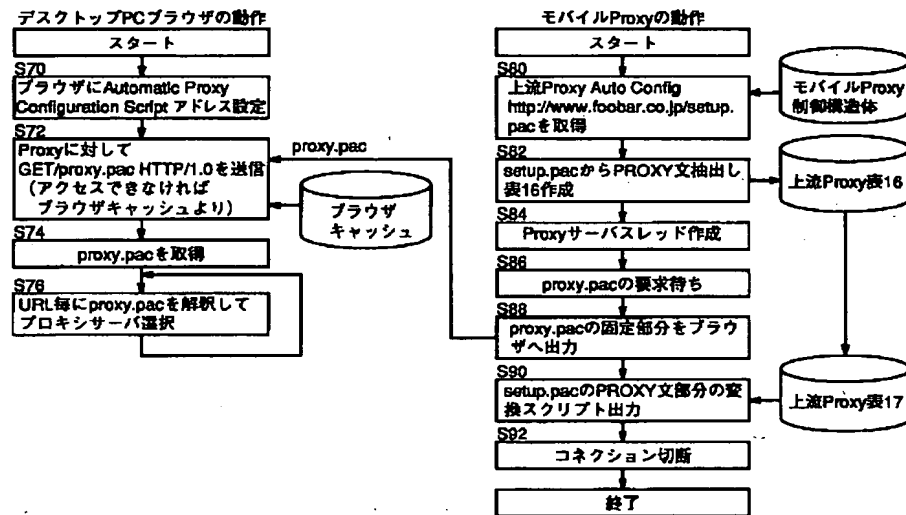 デスクトップPCブラウザの動作
スタート
S70
ブラウザにAutomatic Proxy
Configuration Script アドレス設定
S72
Proxyに対して
GET/proxy.pac HTTP/1.0を送信
(アクセスできなければ
ブラウザキャッシュより)
proxy.pac
ブラウザ
キャッシュ
S74
proxy.pacを取得
S76
URL毎にproxy.pacを解釈して
プロキシサーバ選択
モバイルProxyの動作
スタート
S80
上流Proxy Auto Config
http://www.foobar.co.jp/setup.
pacを取得
モバイルProxy
制御構造体
S82
setup.pacからPROXY文抽出し
表16作成
上流Proxy表16
S84
Proxyサーバスレッド作成
S86
proxy.pacの要求待ち
S88
proxy.pacの固定部分をブラウ
ザへ出力
S90
setup.pacのPROXY文部分の変
換スクリプト出力
上流Proxy表17
S92
コネクション切断
終了